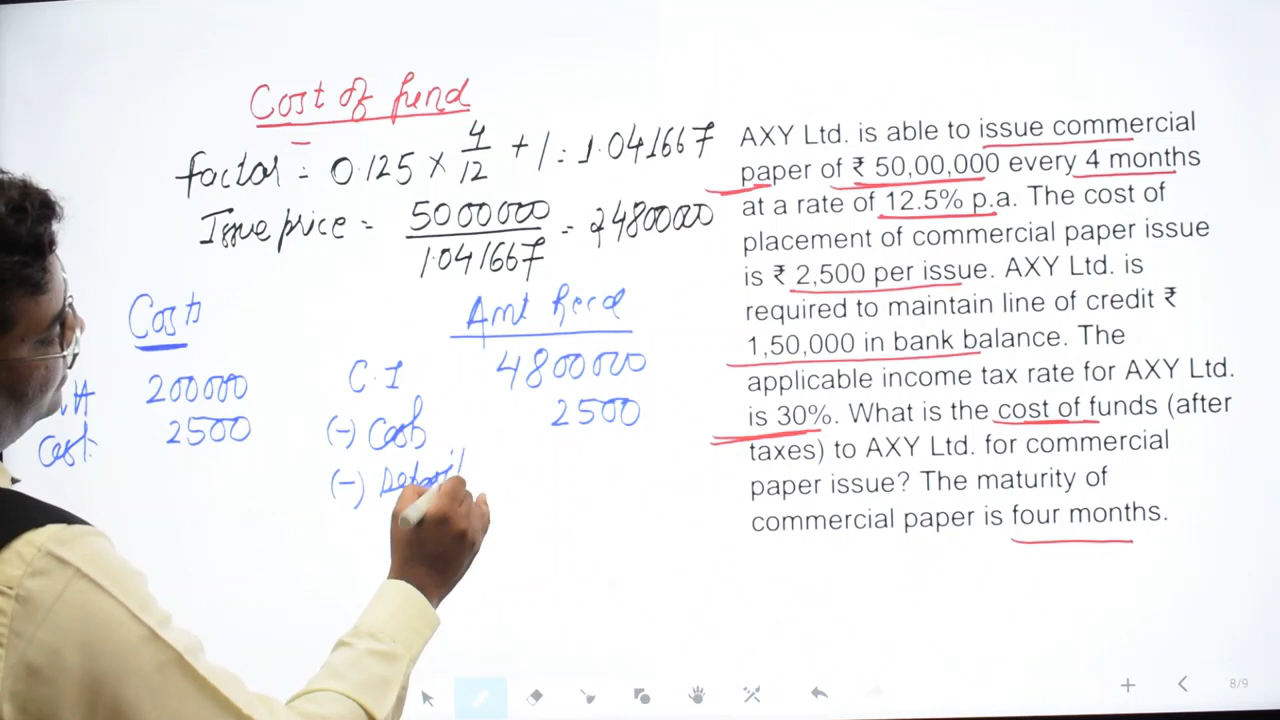 Cost of fund
factor = 0.125 × 4/12 + 1 = 1.041667
Issue price = 5000000/1.041667 = ₹4800000
Cost
200000
Cost. 2500
Amt Recd
C.I 4800000
(-) Cost 2500
(-)
AXY Ltd. is able to issue commercial
paper of ₹ 50,00,000 every 4 months
at a rate of 12.5% p.a. The cost of
placement of commercial paper issue
is ₹ 2,500 per issue. AXY Ltd. is
required to maintain line of credit ₹
1,50,000 in bank balance. The
applicable income tax rate for AXY Ltd.
is 30%. What is the cost of funds (after
taxes) to AXY Ltd. for commercial
paper issue? The maturity of
commercial paper is four months.
8/9